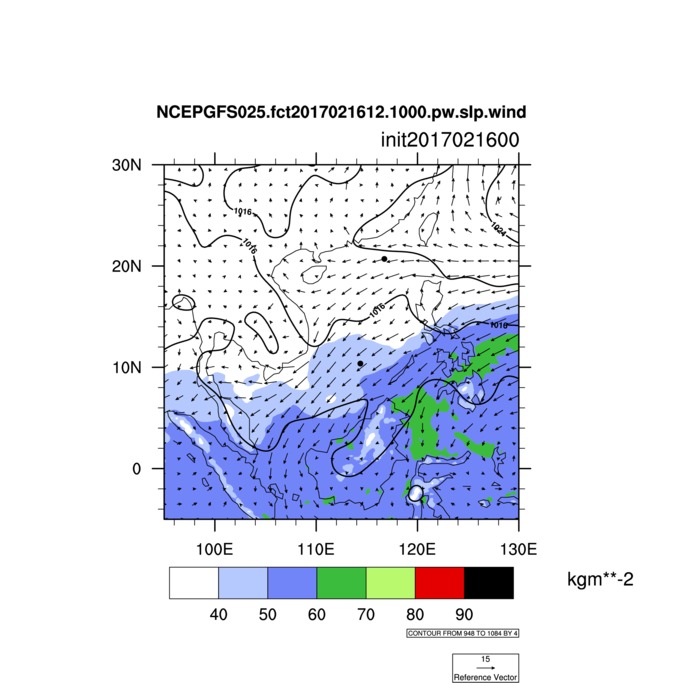 NCEPGFS025.fct2017021612.1000.pw.slp.wind
init2017021600
30N
1016
1024
1016
20N
1016
1016
10N
0
100E 110E 120E 130E
kgm**-2
40 50 60 70 80 90
CONTOUR FROM 948 TO 1084 BY 4
15
Reference Vector